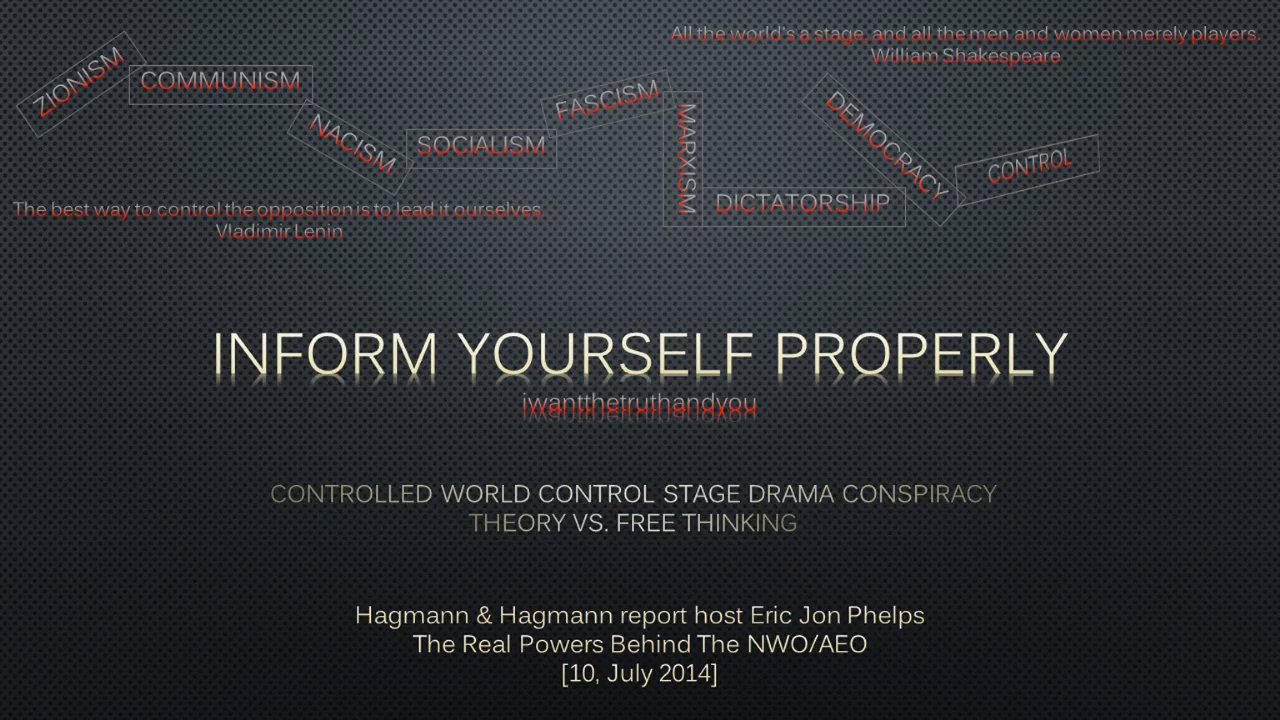 All the world's a stage, and all the men and women merely players.
William Shakespeare
ZIONISM
COMMUNISM
NACISM
SOCIALISM
FASCISM
MARXISM
DICTATORSHIP
DEMOCRACY
CONTROL
The best way to control the opposition is to lead it ourselves.
Vladimir Lenin
INFORM YOURSELF PROPERLY
iwantthetruthandyou
CONTROLLED WORLD CONTROL STAGE DRAMA CONSPIRACY
THEORY VS. FREE THINKING
Hagmann & Hagmann report host Eric Jon Phelps
The Real Powers Behind The NWO/AEO
[10, July 2014]